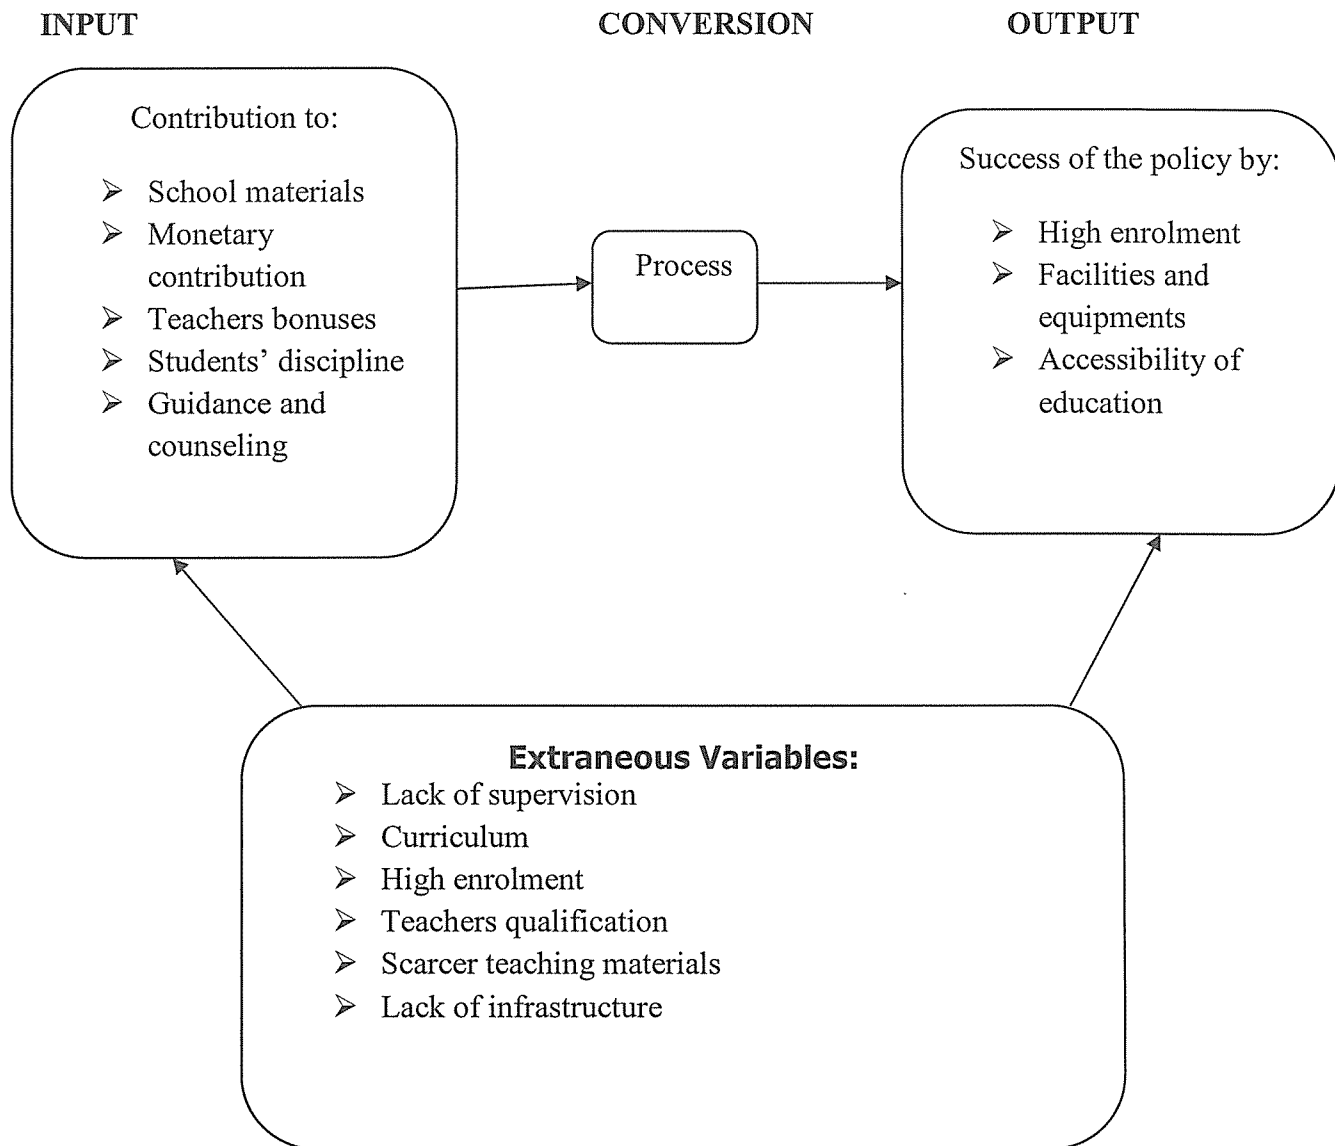 INPUT
CONVERSION
OUTPUT
Contribution to:
➢ School materials
➢ Monetary
contribution
➢ Teachers bonuses
➢ Students’ discipline
➢ Guidance and
counseling
Process
Success of the policy by:
➢ High enrolment
➢ Facilities and
equipments
➢ Accessibility of
education
Extraneous Variables:
➢ Lack of supervision
➢ Curriculum
➢ High enrolment
➢ Teachers qualification
➢ Scarcer teaching materials
➢ Lack of infrastructure